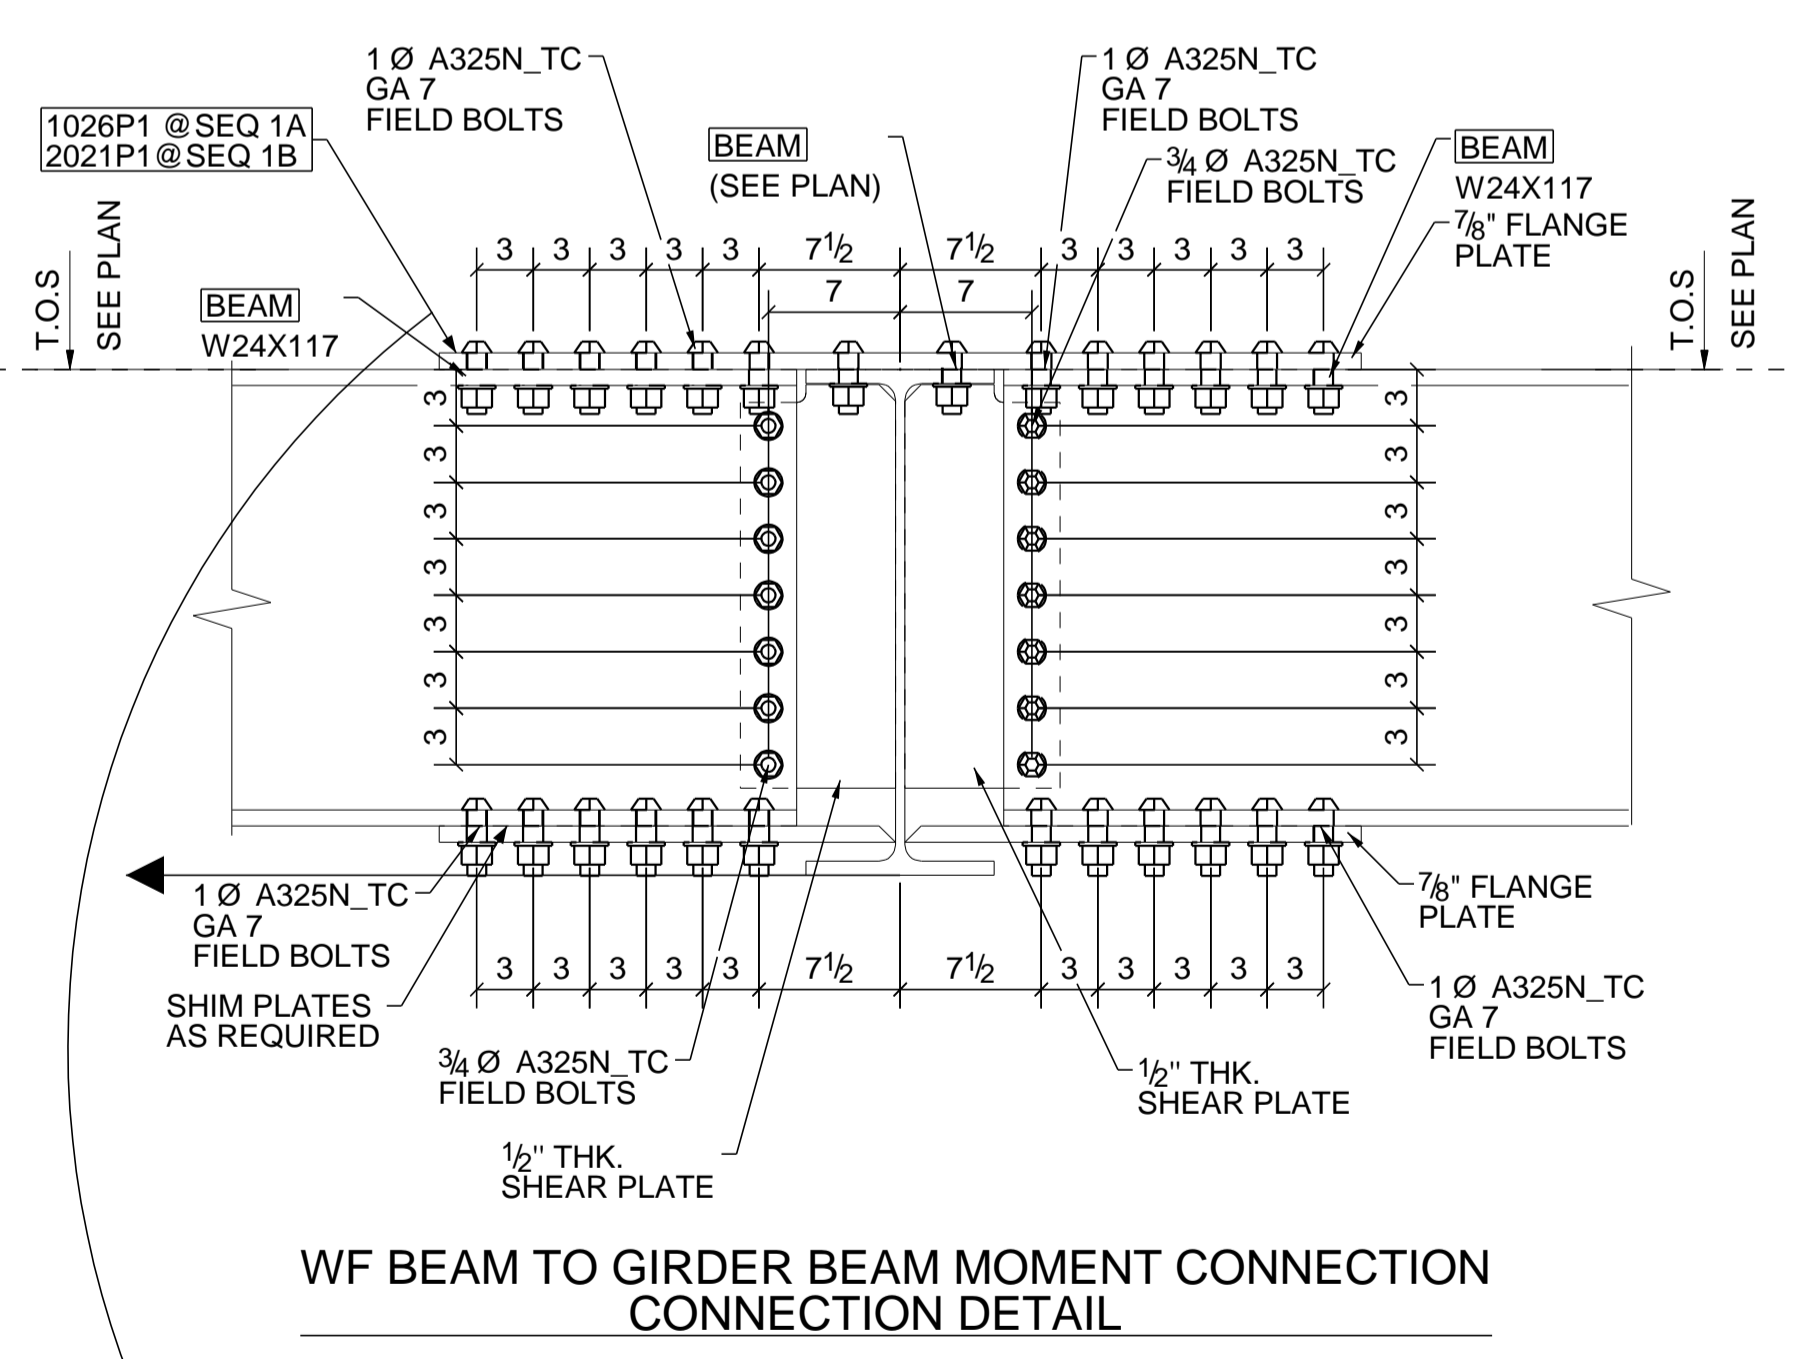 1 Ø A325N_TC
GA 7
FIELD BOLTS
1 Ø A325N_TC
GA 7
FIELD BOLTS
1026P1 @SEQ 1A
2021P1@SEQ 1B
BEAM
(SEE PLAN)
3/4 Ø A325N_TC
FIELD BOLTS
BEAM
W24X117
7/8" FLANGE
PLATE
T.O.S
SEE PLAN
T.O.S
SEE PLAN
3 3 3 3 3 7 1/2 7 1/2 3 3 3 3 3
7 7
BEAM
W24X117
3
3
3
3
3
3
3
3
3
3
3
3
3
3
1 Ø A325N_TC
GA 7
FIELD BOLTS
7/8" FLANGE
PLATE
3 3 3 3 3 7 1/2 7 1/2 3 3 3 3 3
SHIM PLATES
AS REQUIRED
1 Ø A325N_TC
GA 7
FIELD BOLTS
3/4 Ø A325N_TC
FIELD BOLTS
1/2" THK.
SHEAR PLATE
1/2" THK.
SHEAR PLATE
WF BEAM TO GIRDER BEAM MOMENT CONNECTION
CONNECTION DETAIL